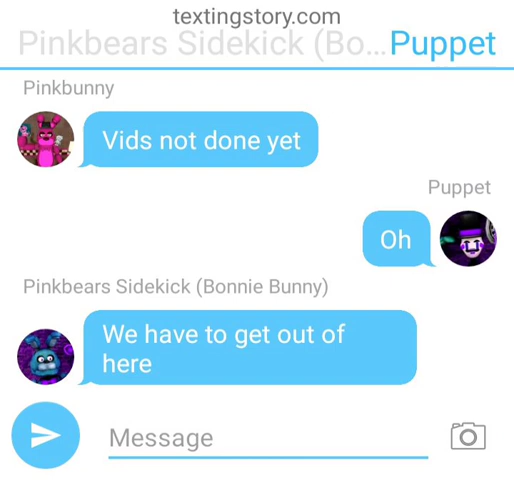 textingstory.com
Pinkbears Sidekick (Bo... Puppet
Pinkbunny
Vids not done yet
Puppet
Oh
Pinkbears Sidekick (Bonnie Bunny)
We have to get out of
here
Message